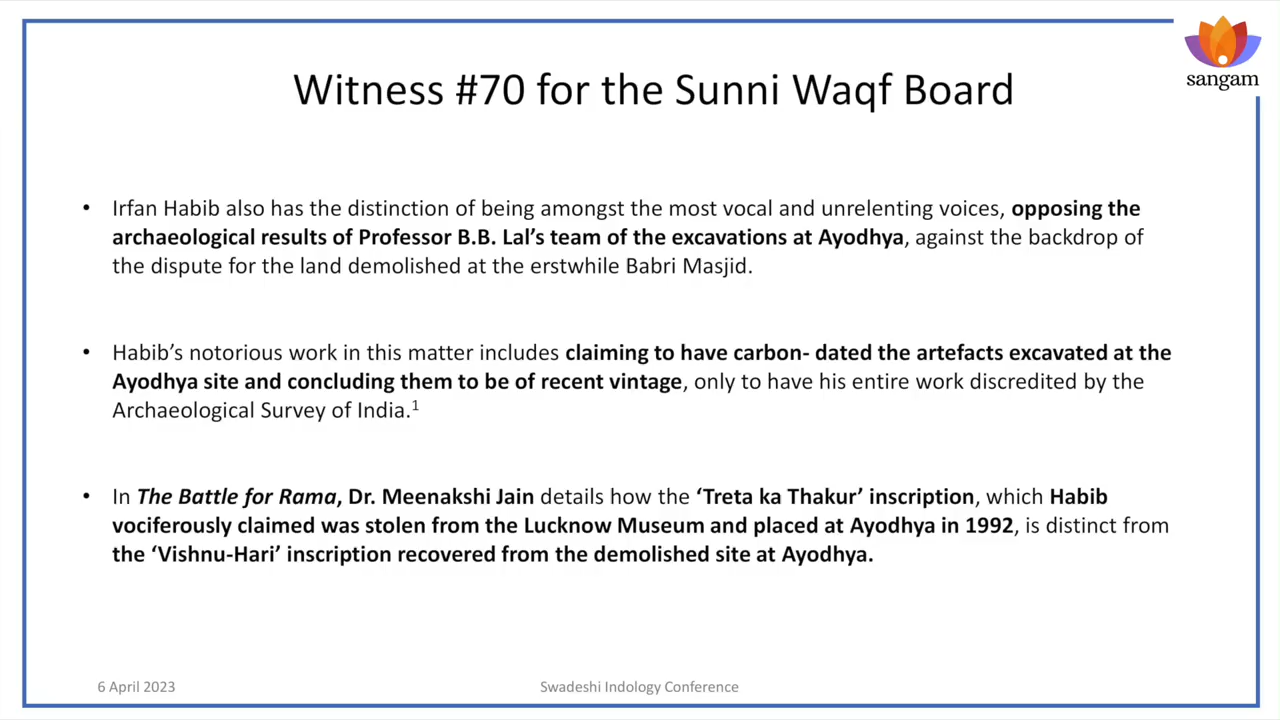 sangam
Witness #70 for the Sunni Waqf Board
• Irfan Habib also has the distinction of being amongst the most vocal and unrelenting voices, opposing the
archaeological results of Professor B.B. Lal’s team of the excavations at Ayodhya, against the backdrop of
the dispute for the land demolished at the erstwhile Babri Masjid.
• Habib’s notorious work in this matter includes claiming to have carbon- dated the artefacts excavated at the
Ayodhya site and concluding them to be of recent vintage, only to have his entire work discredited by the
Archaeological Survey of India.¹
• In The Battle for Rama, Dr. Meenakshi Jain details how the ‘Treta ka Thakur’ inscription, which Habib
vociferously claimed was stolen from the Lucknow Museum and placed at Ayodhya in 1992, is distinct from
the ‘Vishnu-Hari’ inscription recovered from the demolished site at Ayodhya.
6 April 2023
Swadeshi Indology Conference